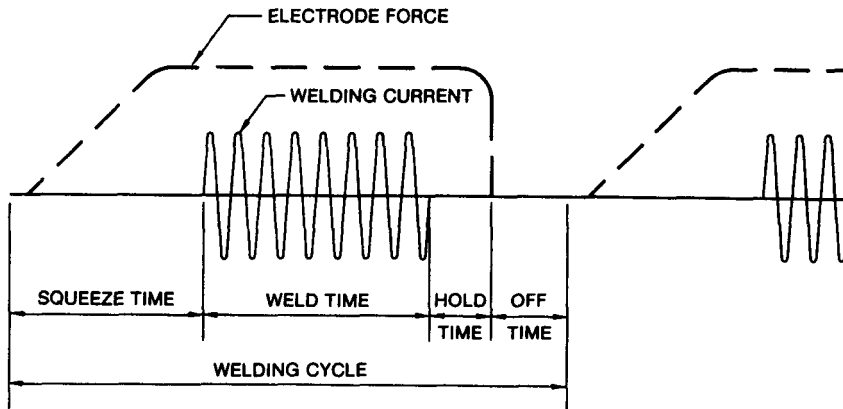 ELECTRODE FORCE
WELDING CURRENT
SQUEEZE TIME
WELD TIME
HOLD
TIME
OFF
TIME
WELDING CYCLE